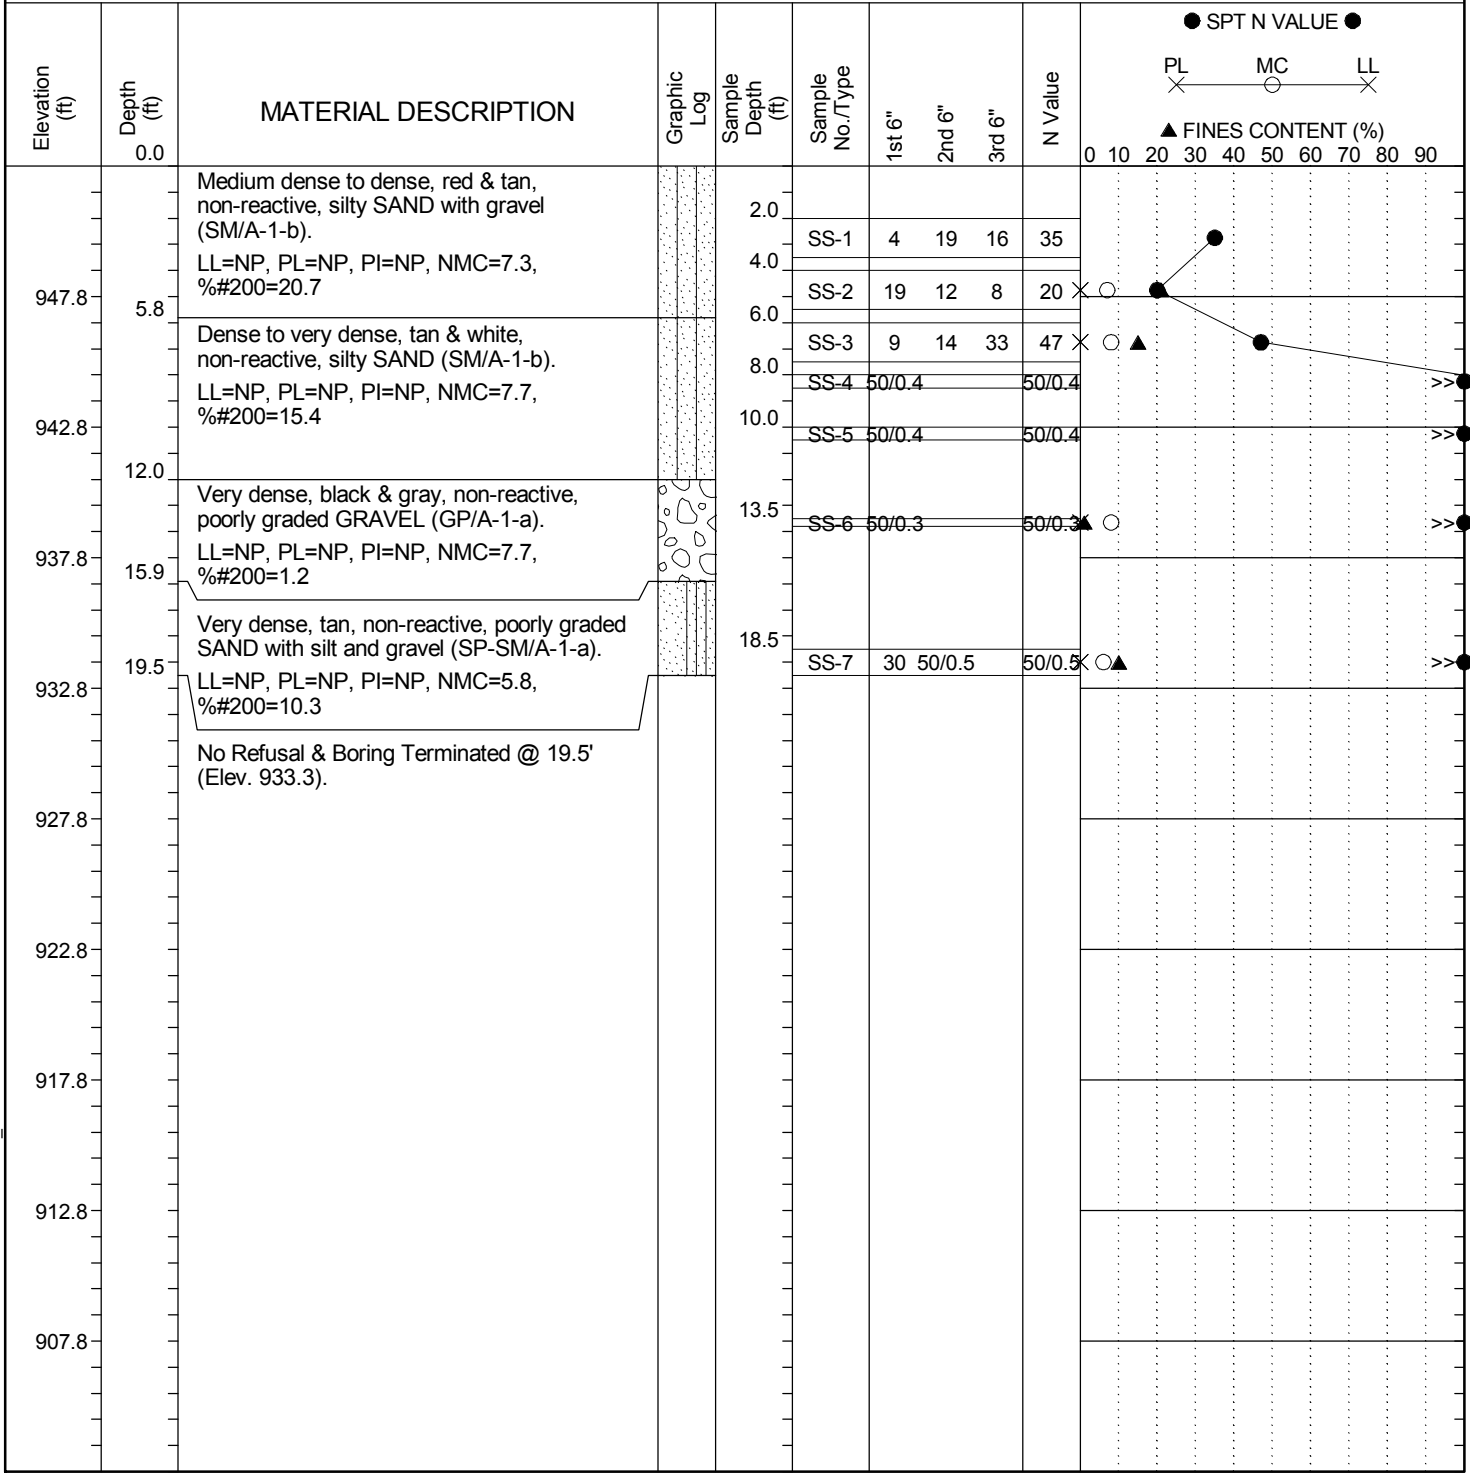 ● SPT N VALUE ●
PL MC LL
▲ FINES CONTENT (%)
0 10 20 30 40 50 60 70 80 90
Elevation
(ft)
Depth
(ft)
0.0
MATERIAL DESCRIPTION
Graphic
Log
Sample
Depth
(ft)
Sample
No./Type
1st 6"
2nd 6"
3rd 6"
N Value
Medium dense to dense, red & tan,
non-reactive, silty SAND with gravel
(SM/A-1-b).
LL=NP, PL=NP, PI=NP, NMC=7.3,
%#200=20.7
2.0
SS-1 4 19 16 35
4.0
SS-2 19 12 8 20
947.8
5.8
6.0
Dense to very dense, tan & white,
non-reactive, silty SAND (SM/A-1-b).
LL=NP, PL=NP, PI=NP, NMC=7.7,
%#200=15.4
SS-3 9 14 33 47
8.0
SS-4 50/0.4 50/0.4 >>
10.0
942.8
SS-5 50/0.4 50/0.4 >>
12.0
Very dense, black & gray, non-reactive,
poorly graded GRAVEL (GP/A-1-a).
LL=NP, PL=NP, PI=NP, NMC=7.7,
%#200=1.2
13.5
SS-6 50/0.3 50/0.3 >>
937.8
15.9
Very dense, tan, non-reactive, poorly graded
SAND with silt and gravel (SP-SM/A-1-a).
LL=NP, PL=NP, PI=NP, NMC=5.8,
%#200=10.3
18.5
SS-7 30 50/0.5 50/0.5 >>
19.5
932.8
No Refusal & Boring Terminated @ 19.5'
(Elev. 933.3).
927.8
922.8
917.8
912.8
907.8